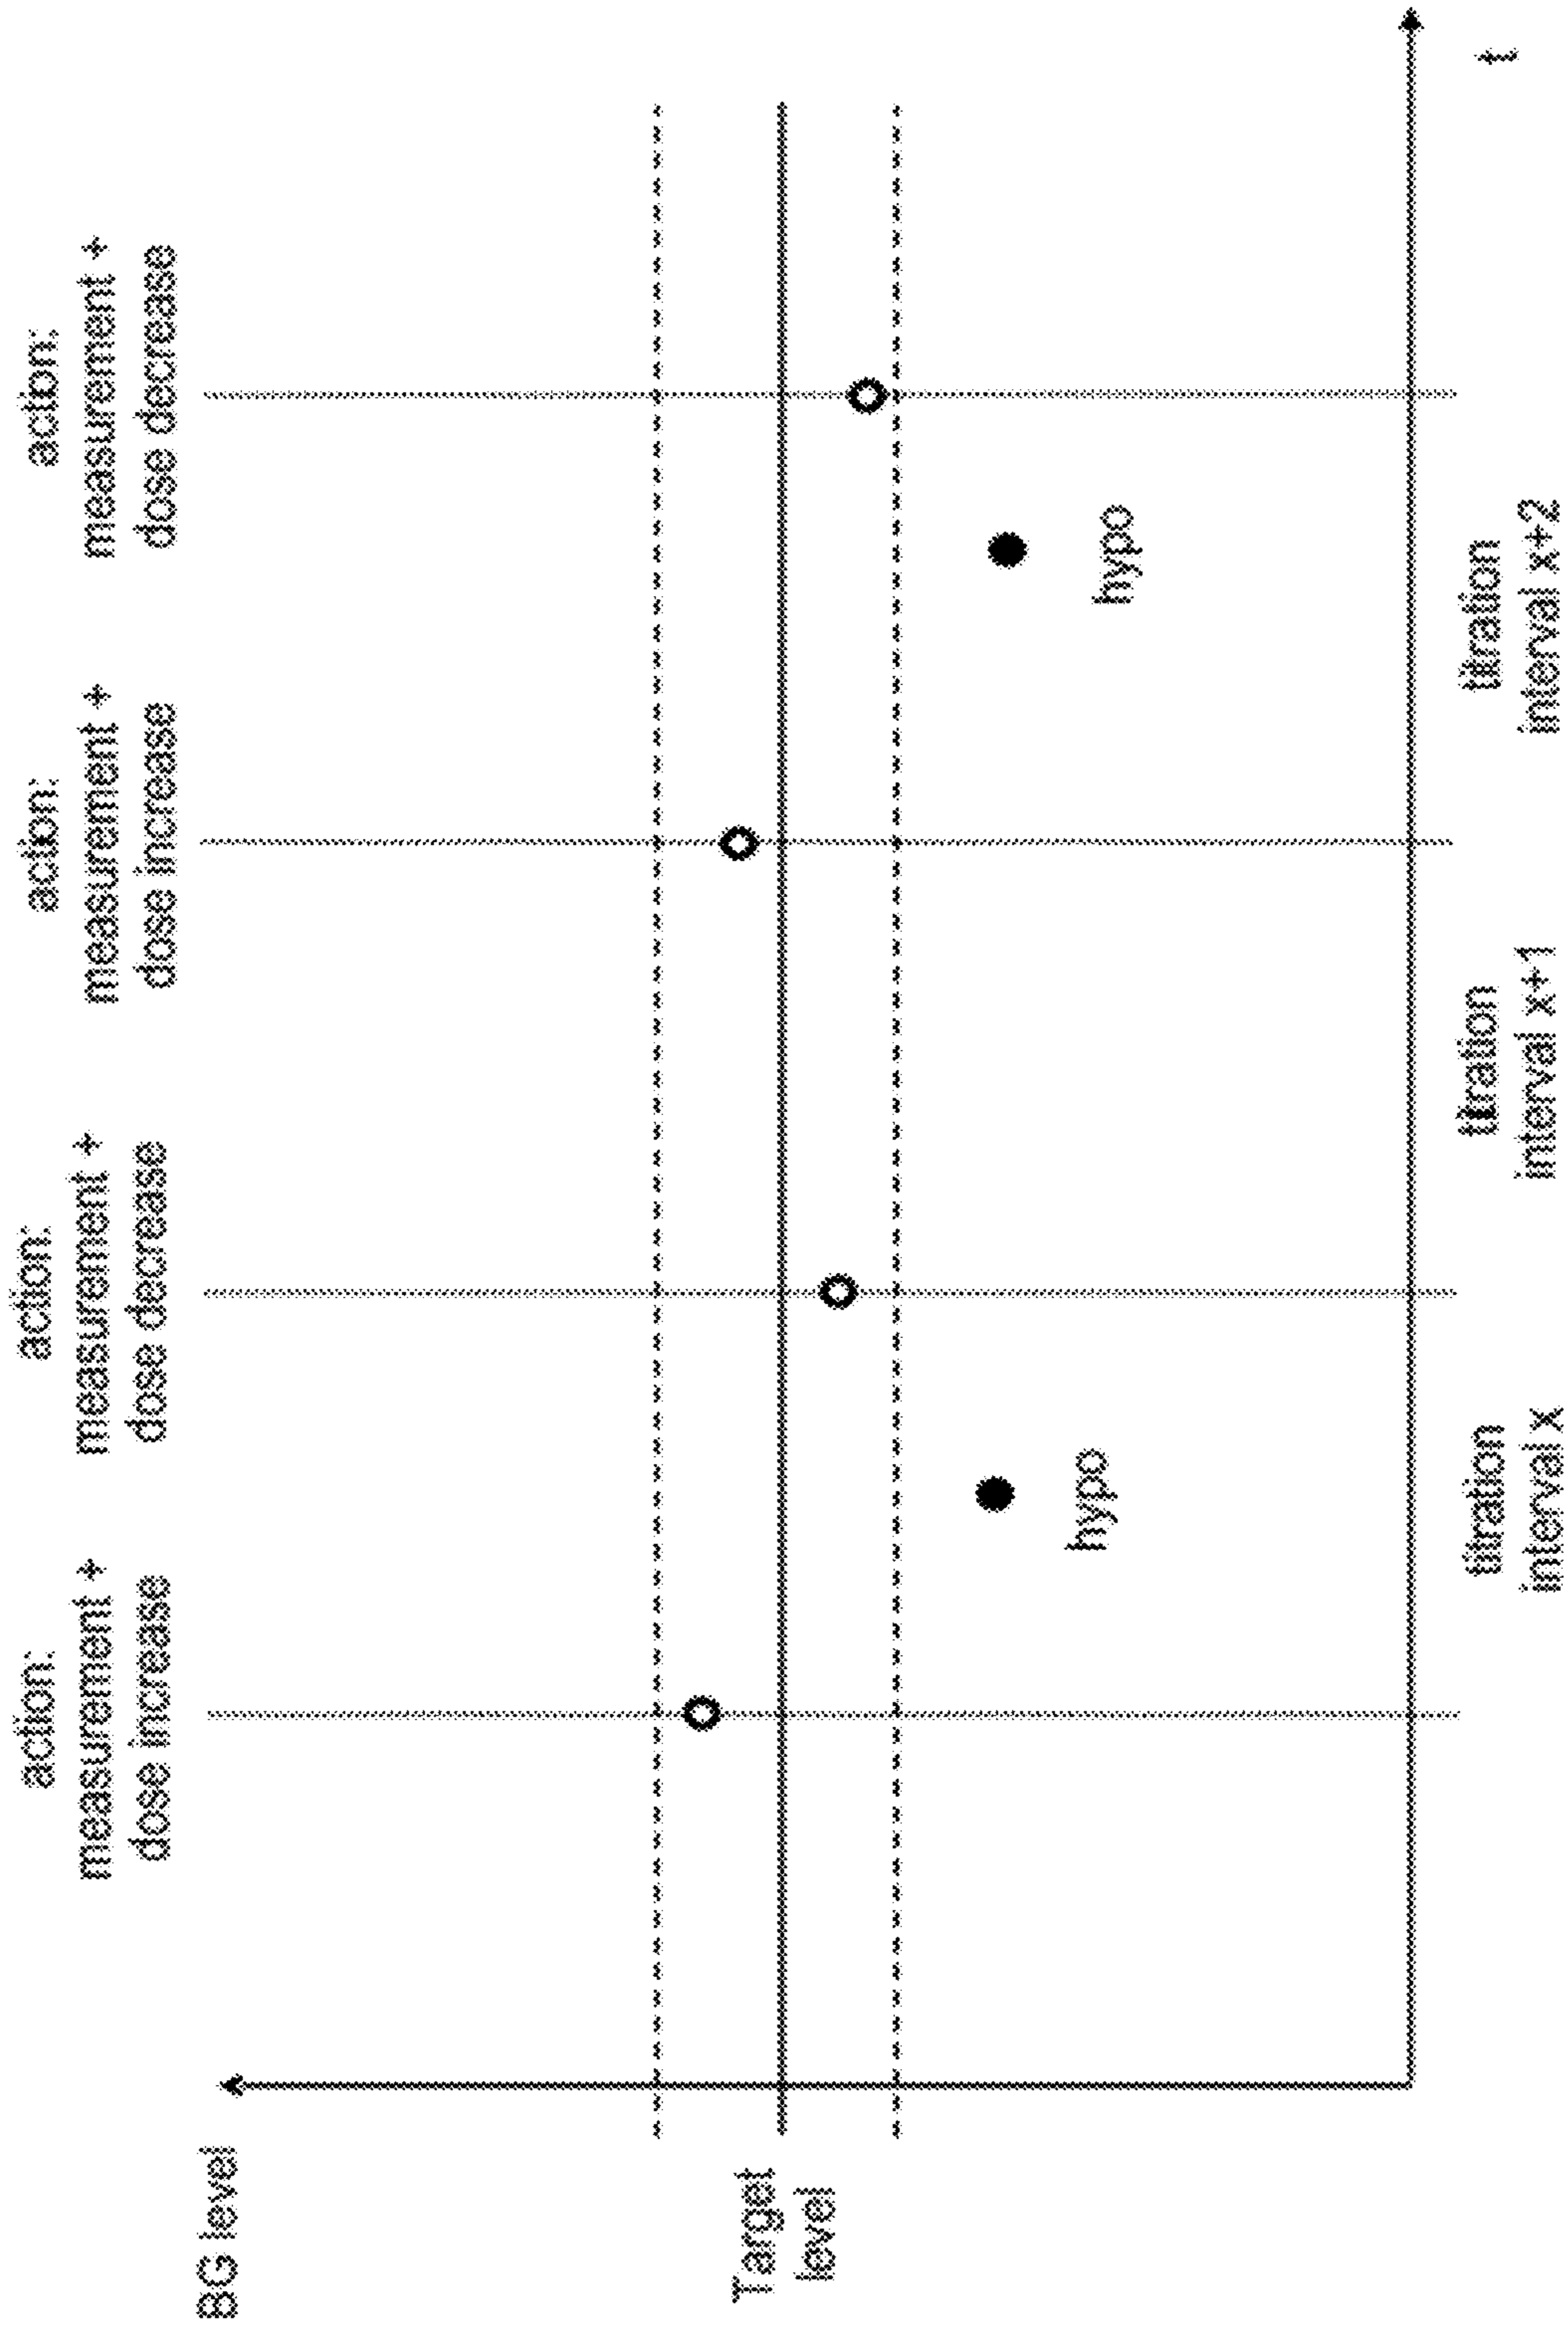 action:
measurement +
dose increase
action:
measurement +
dose decrease
action:
measurement +
dose increase
action:
measurement +
dose decrease
BG level
Target
level
hypo
hypo
titration
interval x
titration
interval x+1
titration
interval x+2
t